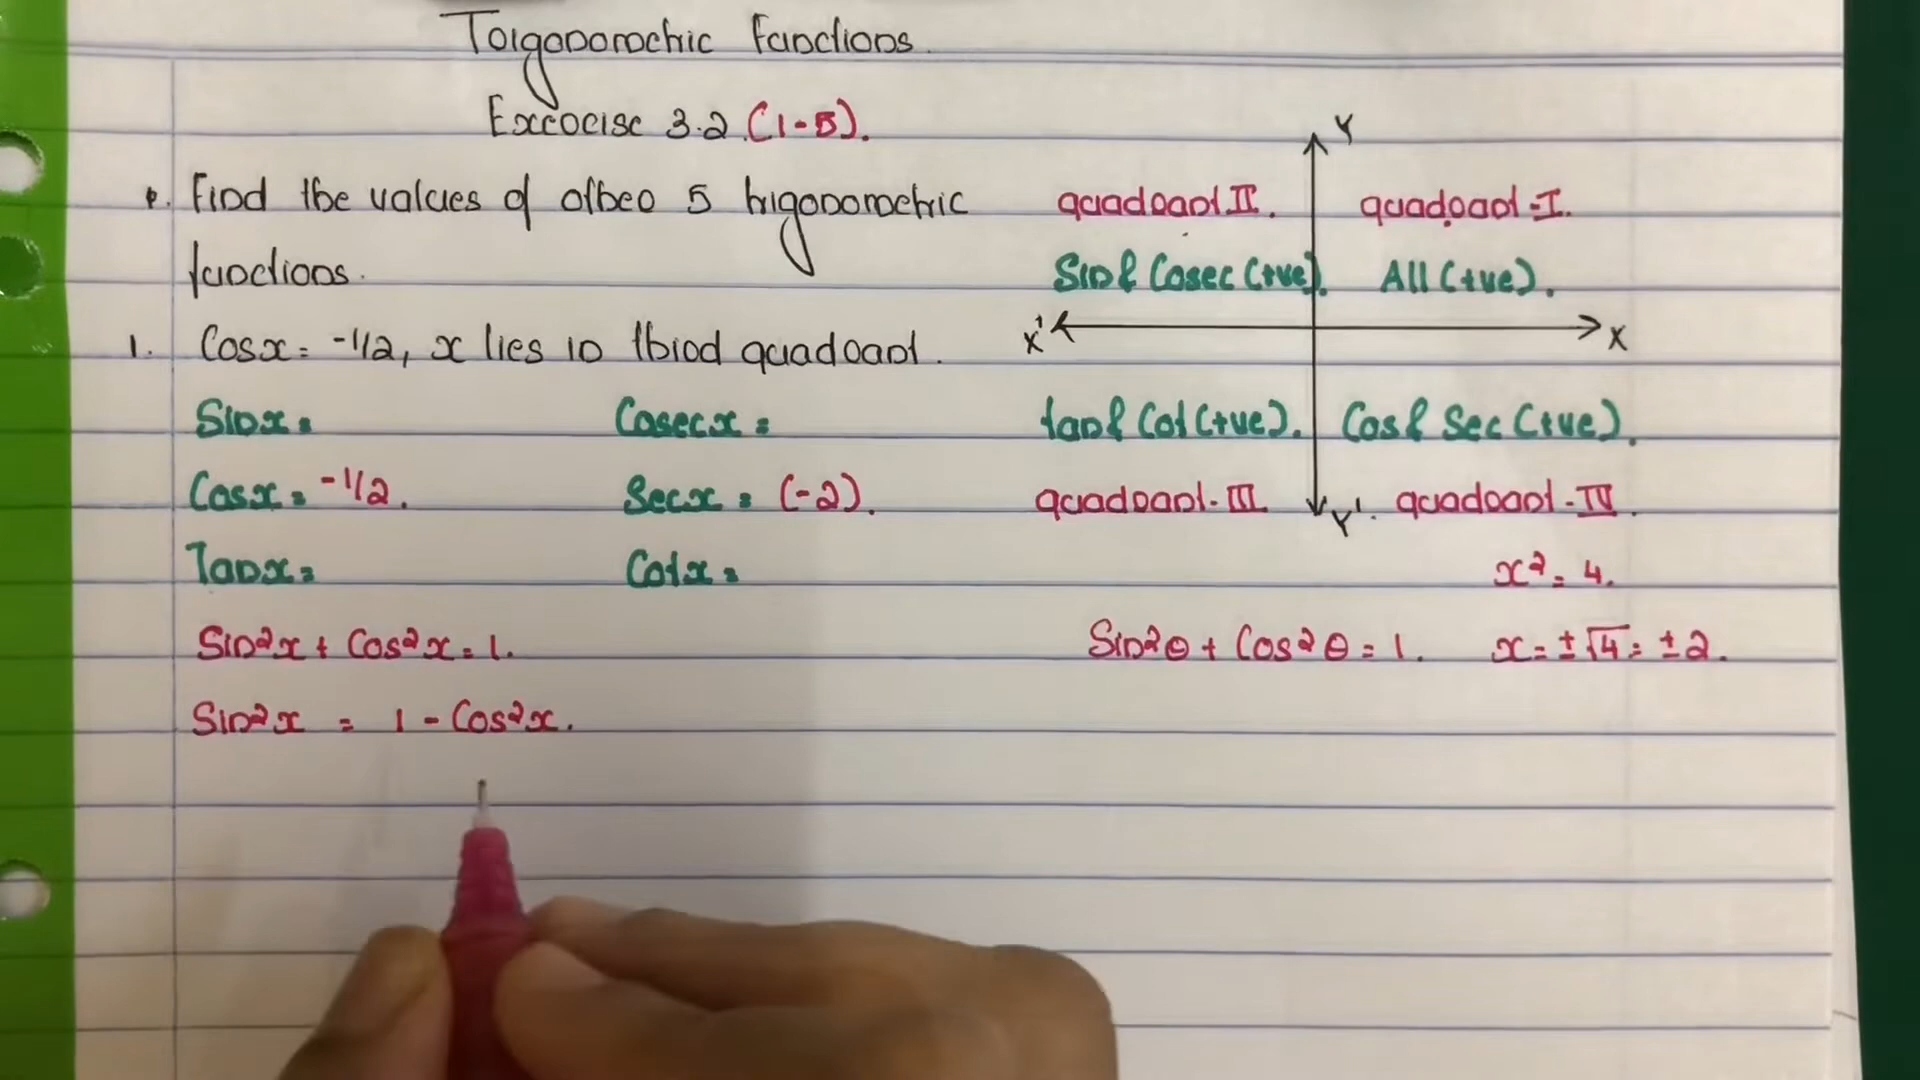 Trigonometric Functions.
Exercise 3.2 (1-5).
Find the values of other 5 trigonometric
functions.
1. Cosx = -1/2, x lies in third quadrant.
Sinx =
Cosecx =
Cosx = -1/2.
Secx = (-2).
Tanx =
Cotx =
Sin²x + Cos²x = 1.
Sin²x = 1 - Cos²x.
Y
quadrant II.
quadrant-I.
Sin & Cosec (+ve).
All (+ve).
X'
X
tan & Cot (+ve).
Cos & Sec (+ve).
quadrant-III
Y'.
quadrant-IV.
x² = 4.
Sin²θ + Cos²θ = 1.
x = ±√4 = ±2.